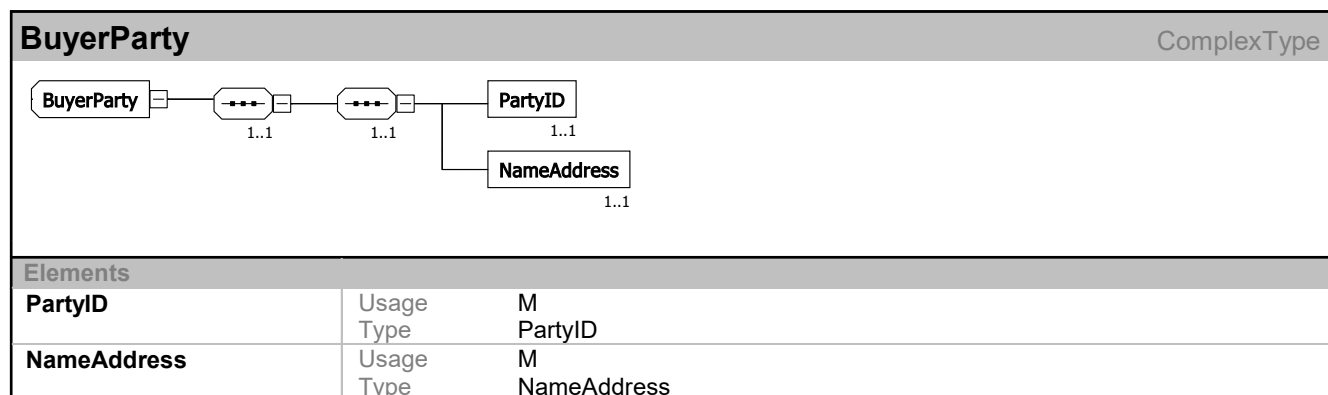 BuyerParty ComplexType
BuyerParty
PartyID
1..1 1..1 1..1
NameAddress
1..1
Elements
PartyID Usage M
Type PartyID
NameAddress Usage M
Type NameAddress